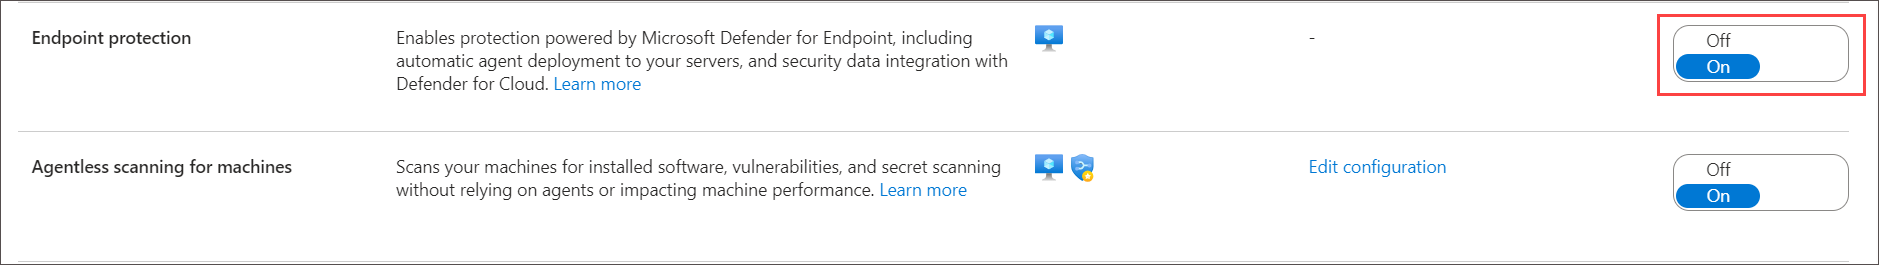 Endpoint protection
Enables protection powered by Microsoft Defender for Endpoint, including
automatic agent deployment to your servers, and security data integration with
Defender for Cloud. Learn more
-
Off
On
Agentless scanning for machines
Scans your machines for installed software, vulnerabilities, and secret scanning
without relying on agents or impacting machine performance. Learn more
Edit configuration
Off
On